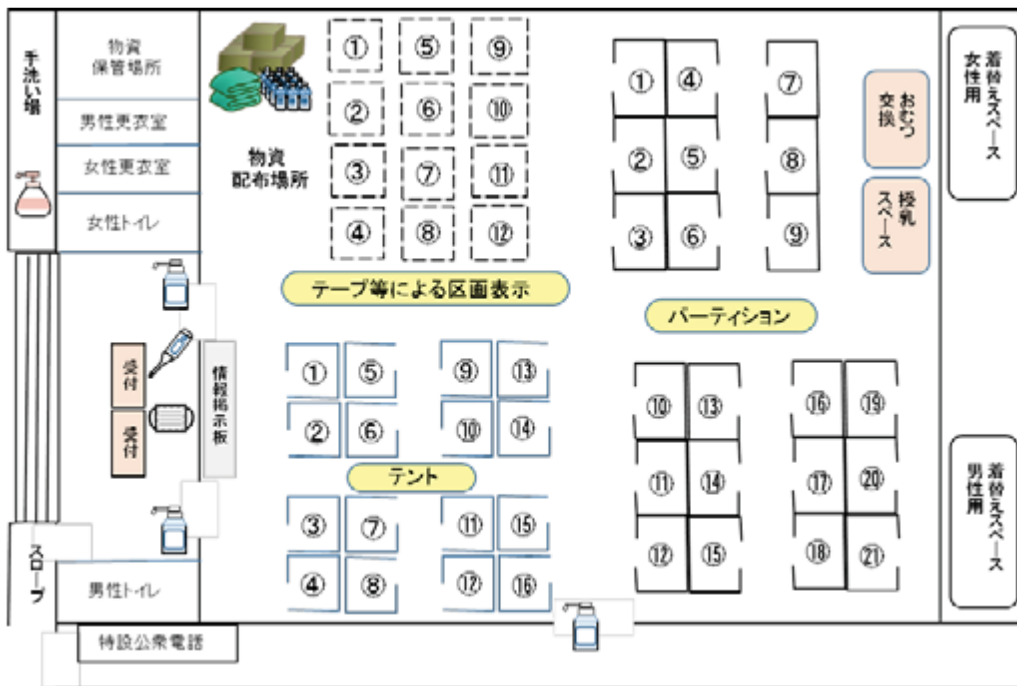 手洗い場
物資
保管場所
男性更衣室
女性更衣室
女性トイレ
物資
配布場所
① ⑤ ⑨
② ⑥ ⑩
③ ⑦ ⑪
④ ⑧ ⑫
テープ等による区画表示
① ④ ⑦
② ⑤ ⑧
③ ⑥ ⑨
パーティション
おむつ
交換
授乳
スペース
着替えスペース
女性用
受付
受付
情報掲示板
① ⑤ ⑨ ⑬
② ⑥ ⑩ ⑭
テント
③ ⑦ ⑪ ⑮
④ ⑧ ⑫ ⑯
⑩ ⑬ ⑯ ⑲
⑪ ⑭ ⑰ ⑳
⑫ ⑮ ⑱ ㉑
着替えスペース
男性用
スロープ
男性トイレ
特設公衆電話